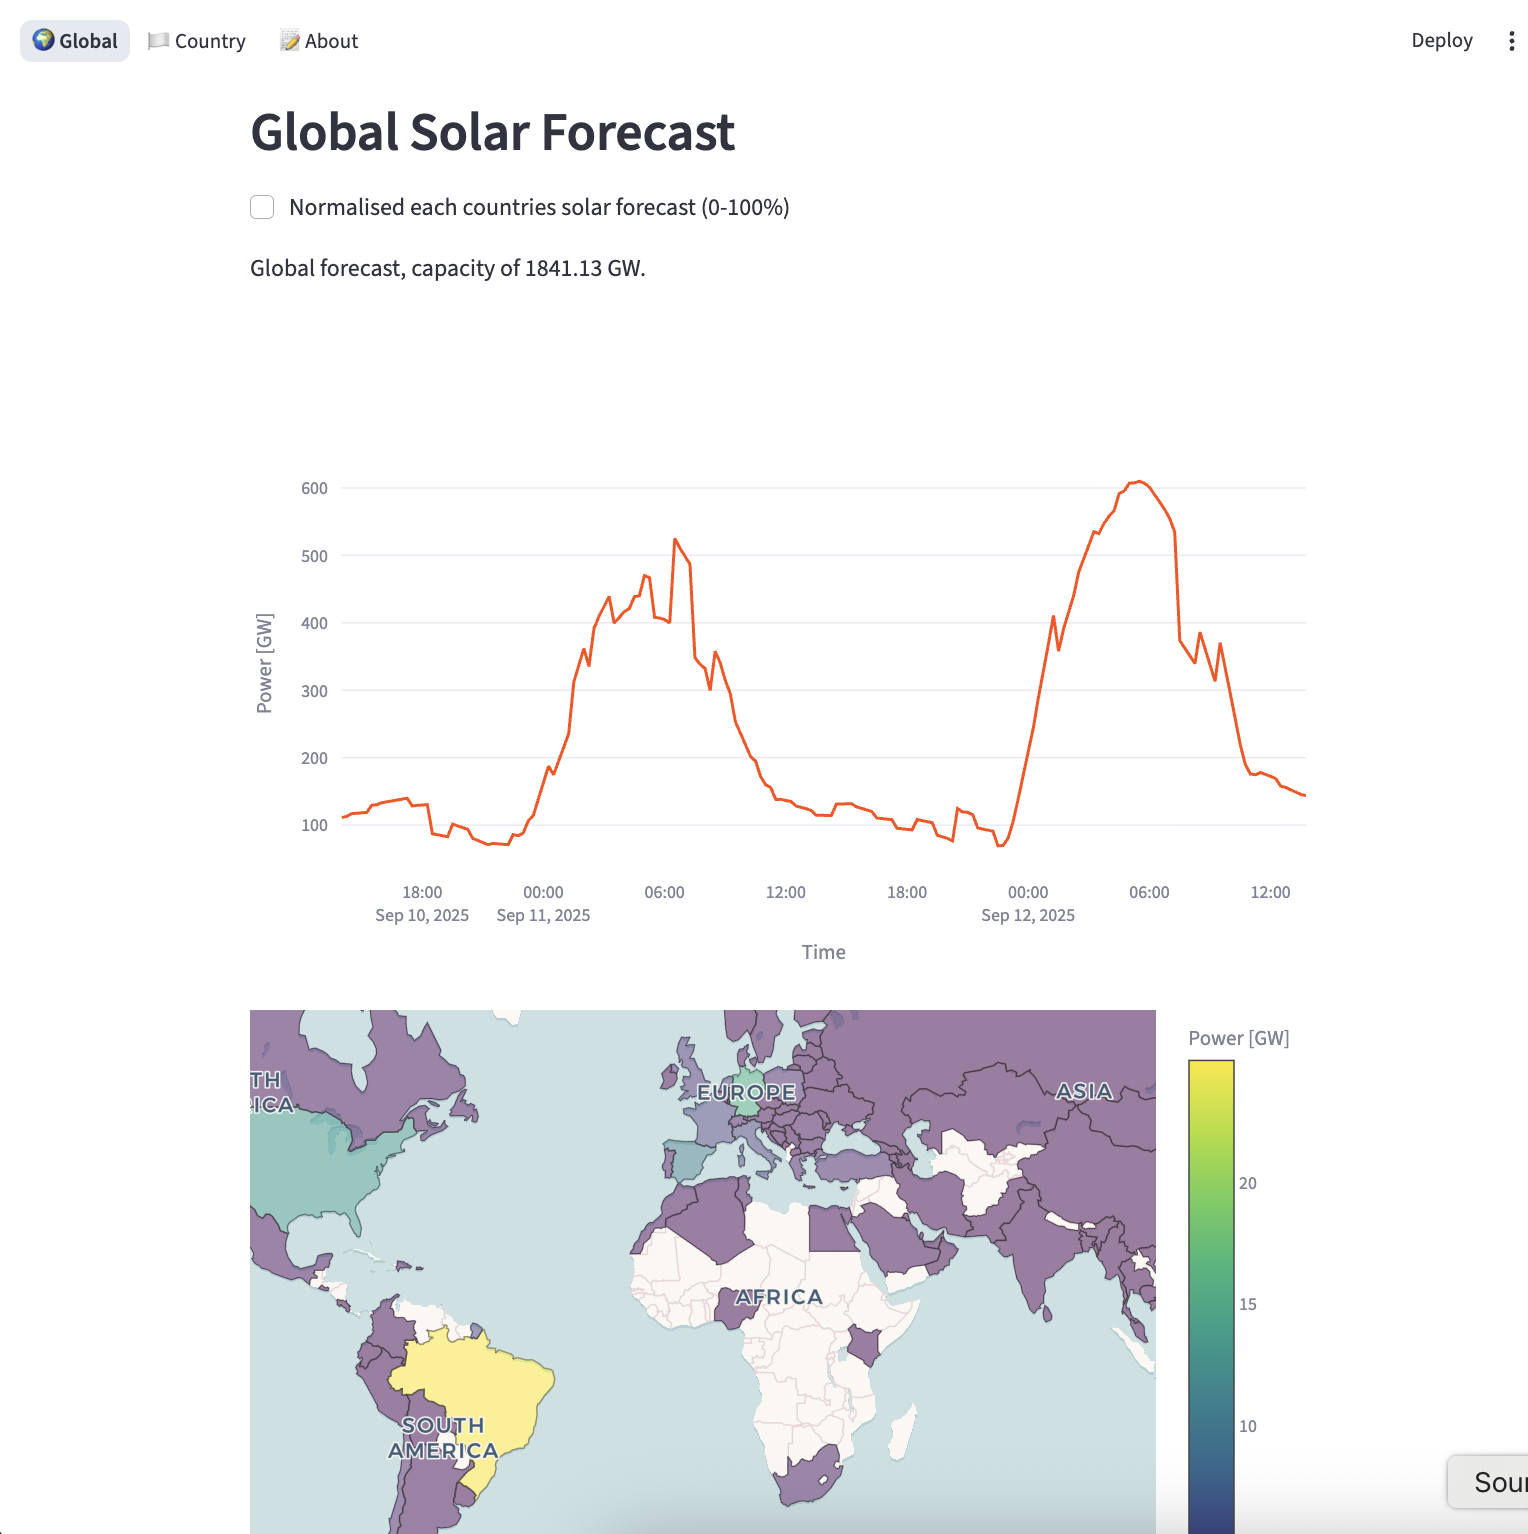 Global Country About Deploy
Global Solar Forecast
Normalised each countries solar forecast (0-100%)
Global forecast, capacity of 1841.13 GW.
600
500
400
300
200
100
Power [GW]
18:00 00:00 06:00 12:00 18:00 00:00 06:00 12:00
Sep 10, 2025 Sep 11, 2025 Sep 12, 2025
Time
Power [GW]
TH
ICA
EUROPE
ASIA
AFRICA
SOUTH
AMERICA
20
15
10
Sour